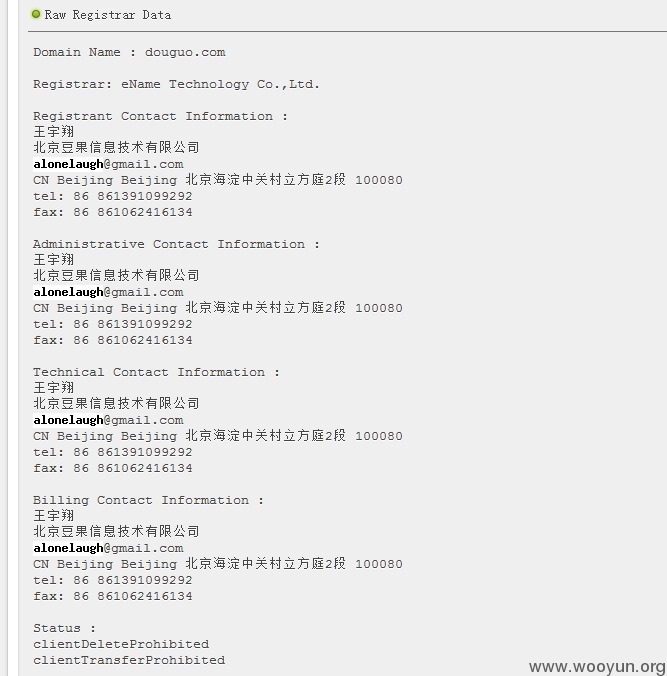 Raw Registrar Data
Domain Name : douguo.com
Registrar: eName Technology Co.,Ltd.
Registrant Contact Information :
王宇翔
北京豆果信息技术有限公司
alonelaugh@gmail.com
CN Beijing Beijing 北京海淀中关村立方庭2段 100080
tel: 86 861391099292
fax: 86 861062416134
Administrative Contact Information :
王宇翔
北京豆果信息技术有限公司
alonelaugh@gmail.com
CN Beijing Beijing 北京海淀中关村立方庭2段 100080
tel: 86 861391099292
fax: 86 861062416134
Technical Contact Information :
王宇翔
北京豆果信息技术有限公司
alonelaugh@gmail.com
CN Beijing Beijing 北京海淀中关村立方庭2段 100080
tel: 86 861391099292
fax: 86 861062416134
Billing Contact Information :
王宇翔
北京豆果信息技术有限公司
alonelaugh@gmail.com
CN Beijing Beijing 北京海淀中关村立方庭2段 100080
tel: 86 861391099292
fax: 86 861062416134
Status :
clientDeleteProhibited
clientTransferProhibited
www.wooyun.org